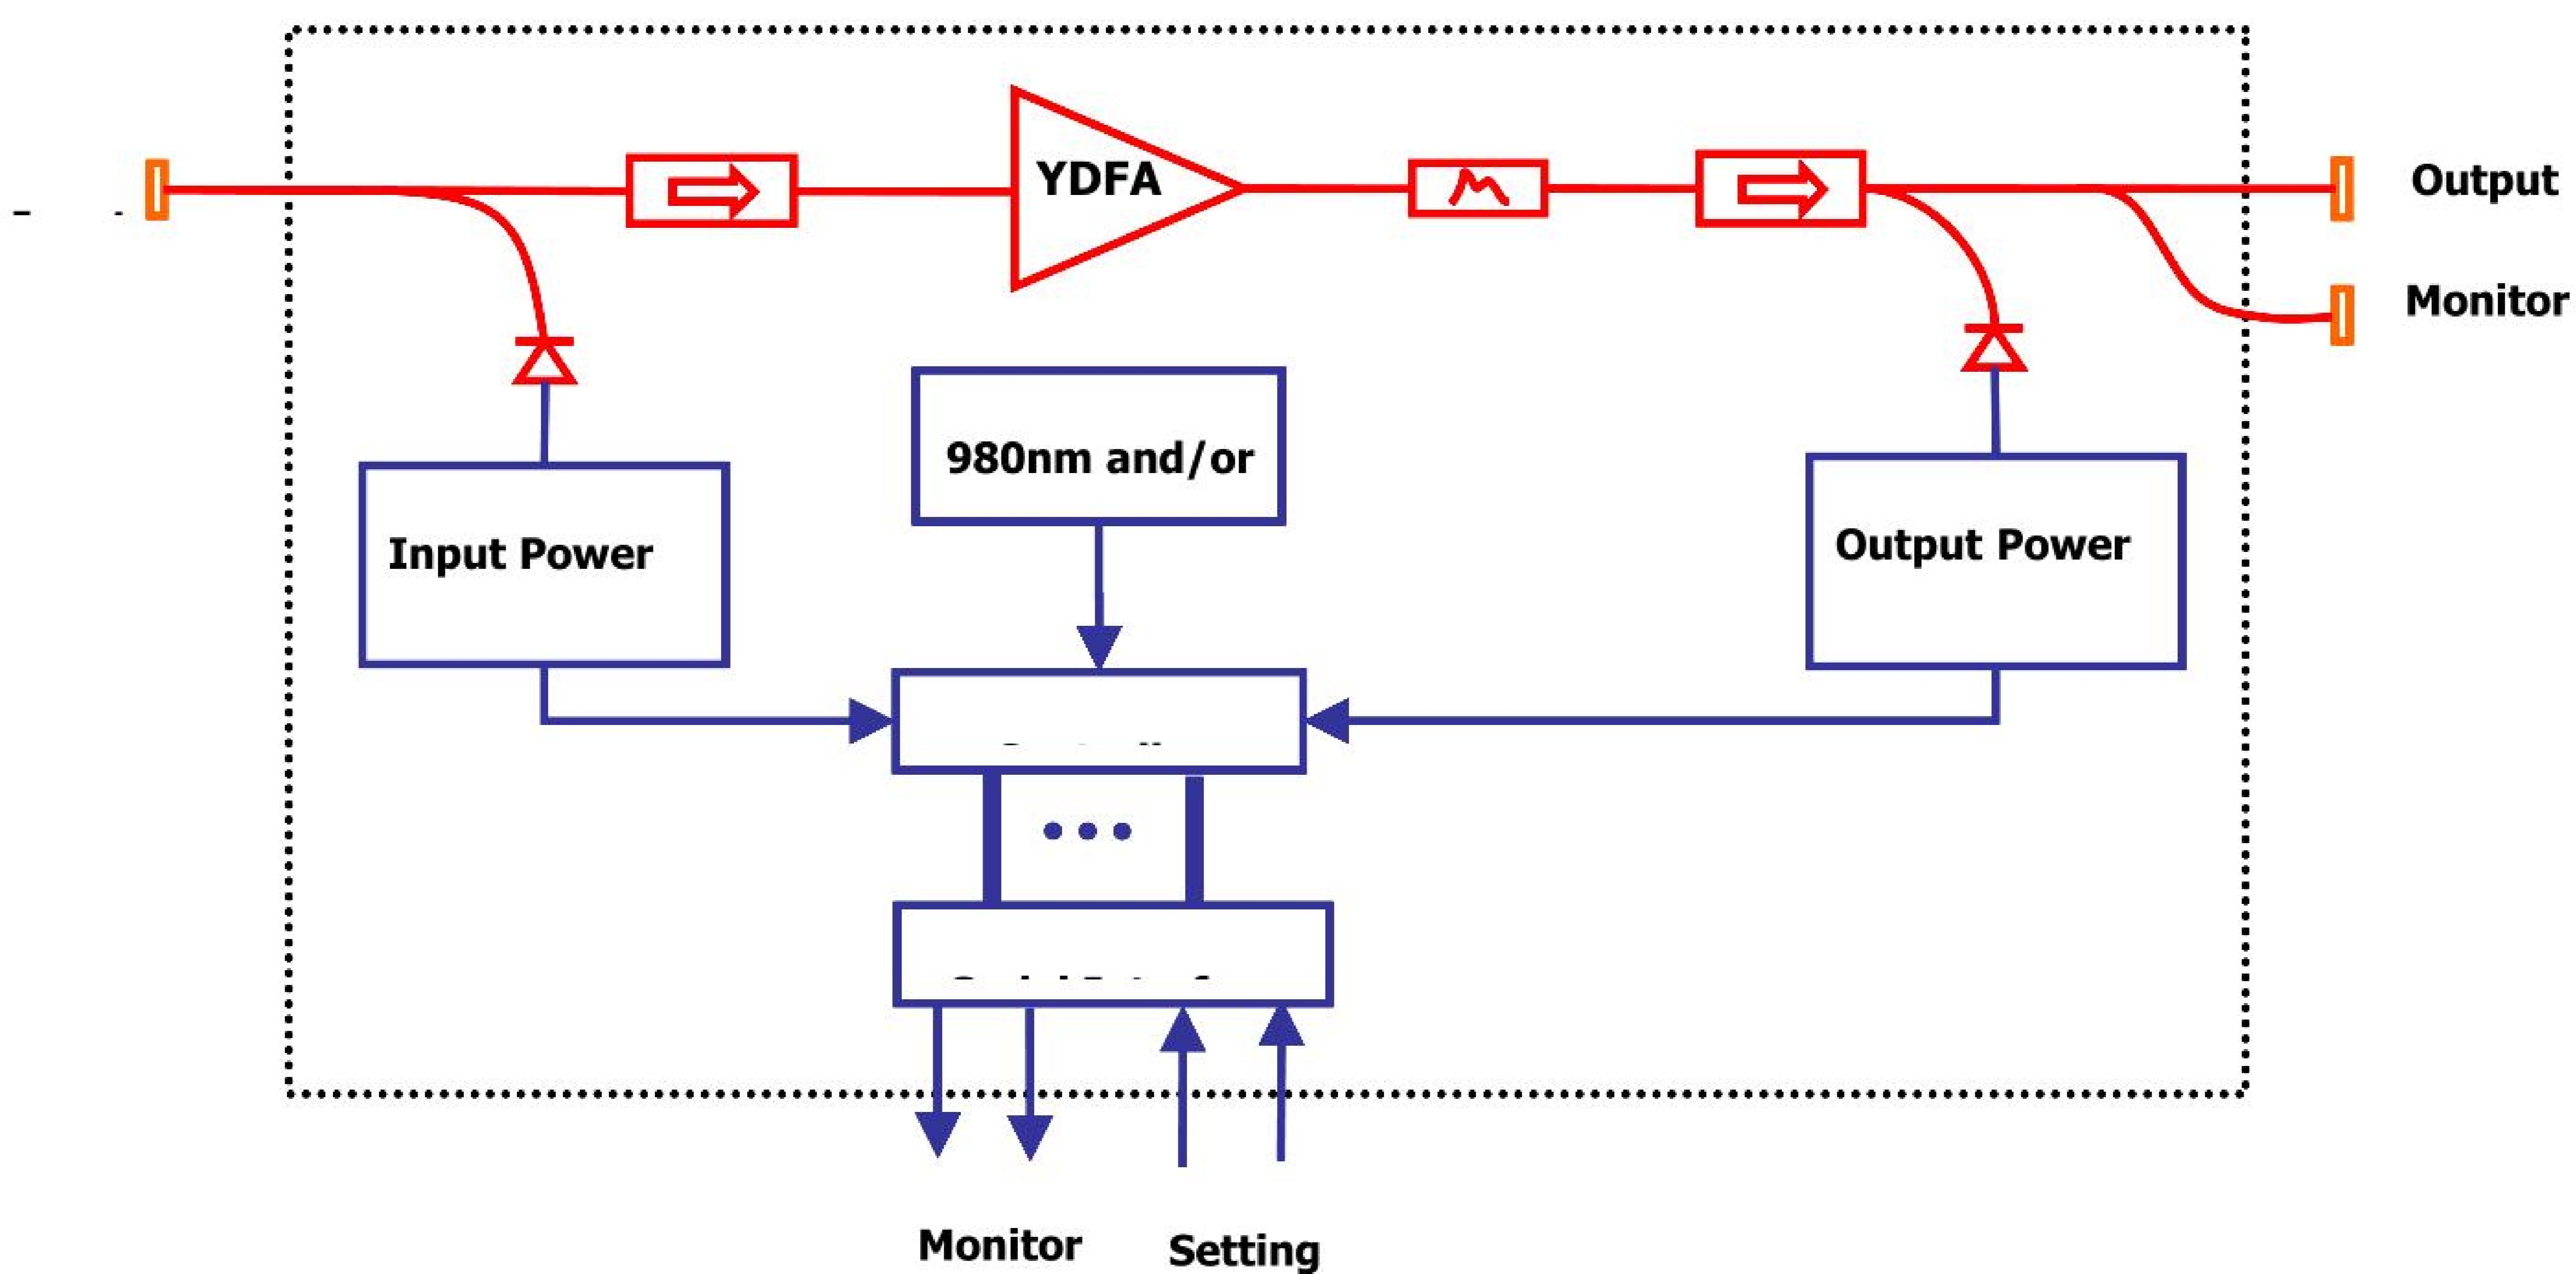 YDFA
Output
Monitor
980nm and/or
Input Power
Output Power
Monitor
Setting